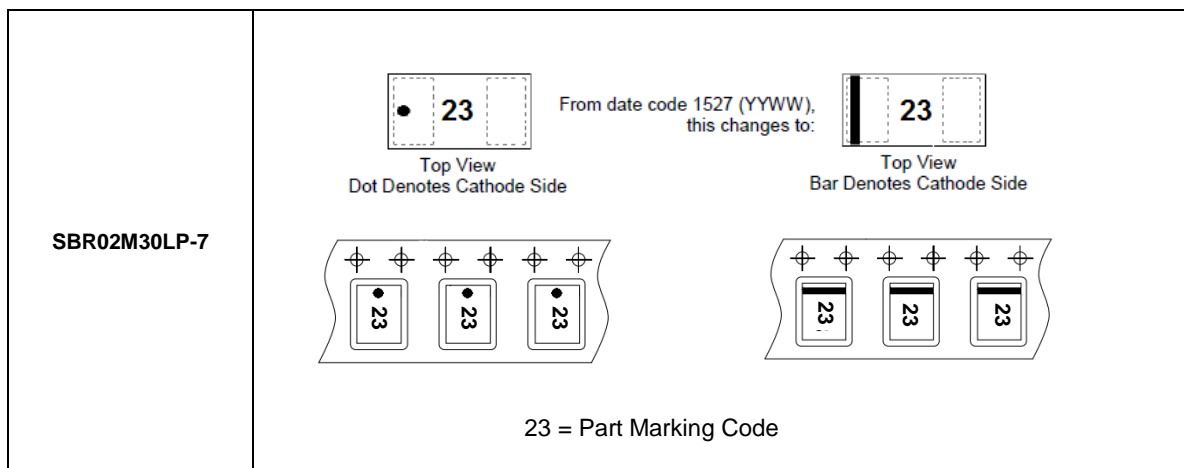 SBR02M30LP-7
23
Top View
Dot Denotes Cathode Side
From date code 1527 (YYWW),
this changes to:
23
Top View
Bar Denotes Cathode Side
23
23
23
23
23
23
23 = Part Marking Code